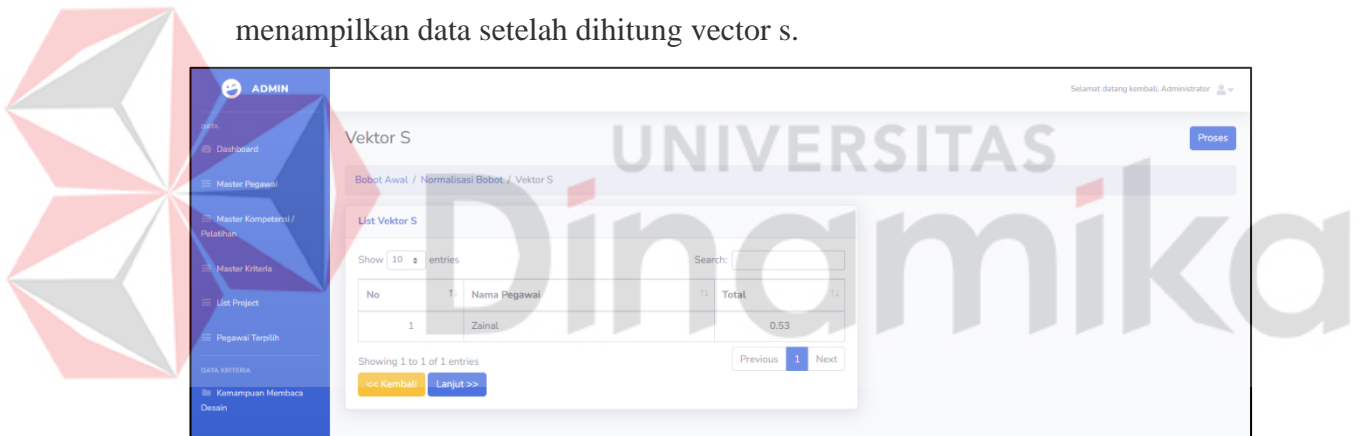 menampilkan data setelah dihitung vector s.
ADMIN
Selamat datang kembali, Administrator
UNIVERSITAS
Dinamika
DATA
Dashboard
Master Pegawai
Master Kompetensi /
Pelatihan
Master Kriteria
List Project
Pegawai Terpilih
DATA KRITERIA
Kemampuan Membaca
Desain
Vektor S
Proses
Bobot Awal / Normalisasi Bobot / Vektor S
List Vektor S
Show 10 entries
Search:
No Nama Pegawai Total
1 Zainal 0.53
Showing 1 to 1 of 1 entries
Previous 1 Next
<< Kembali Lanjut >>